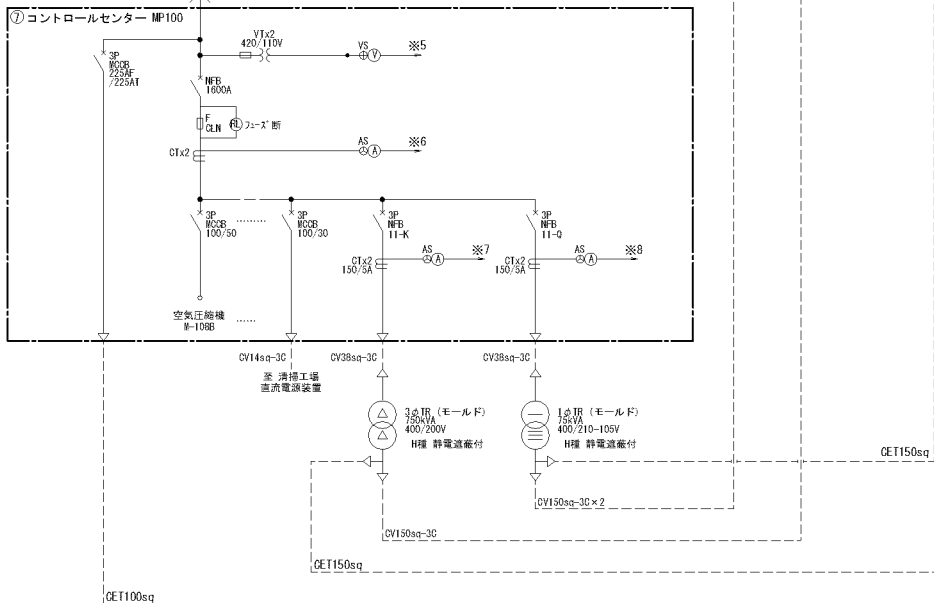 ⑦ コントロールセンター MP100
3P
MCCB
225AF
/225AT
VTx2
420/110V
VS
V
※5
NFB
1600A
F
CLN
RL
フューズ断
CTx2
AS
A
※6
3P
MCCB
100/50
3P
MCCB
100/30
3P
NFB
11-K
3P
NFB
11-Q
CTx2
150/5A
AS
A
※7
CTx2
150/5A
AS
A
※8
空気圧縮機
M-108B
CV14sq-3C
至 清掃工場
直流電源装置
CV38sq-3C
CV38sq-3C
3φTR (モールド)
750kVA
400/200V
H種 静電遮蔽付
1φTR (モールド)
75kVA
400/210-105V
H種 静電遮蔽付
CET150sq
CV150sq-3C×2
CV150sq-3C
CET150sq
CET100sq